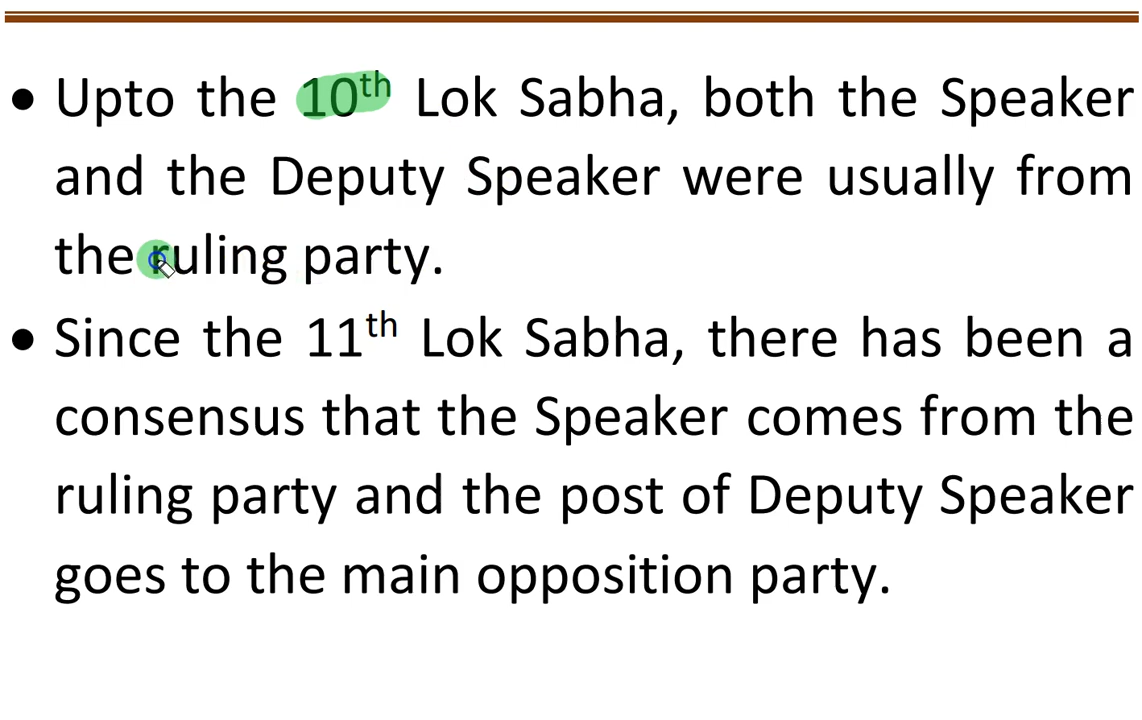 • Upto the 10th Lok Sabha, both the Speaker
and the Deputy Speaker were usually from
the ruling party.
• Since the 11th Lok Sabha, there has been a
consensus that the Speaker comes from the
ruling party and the post of Deputy Speaker
goes to the main opposition party.